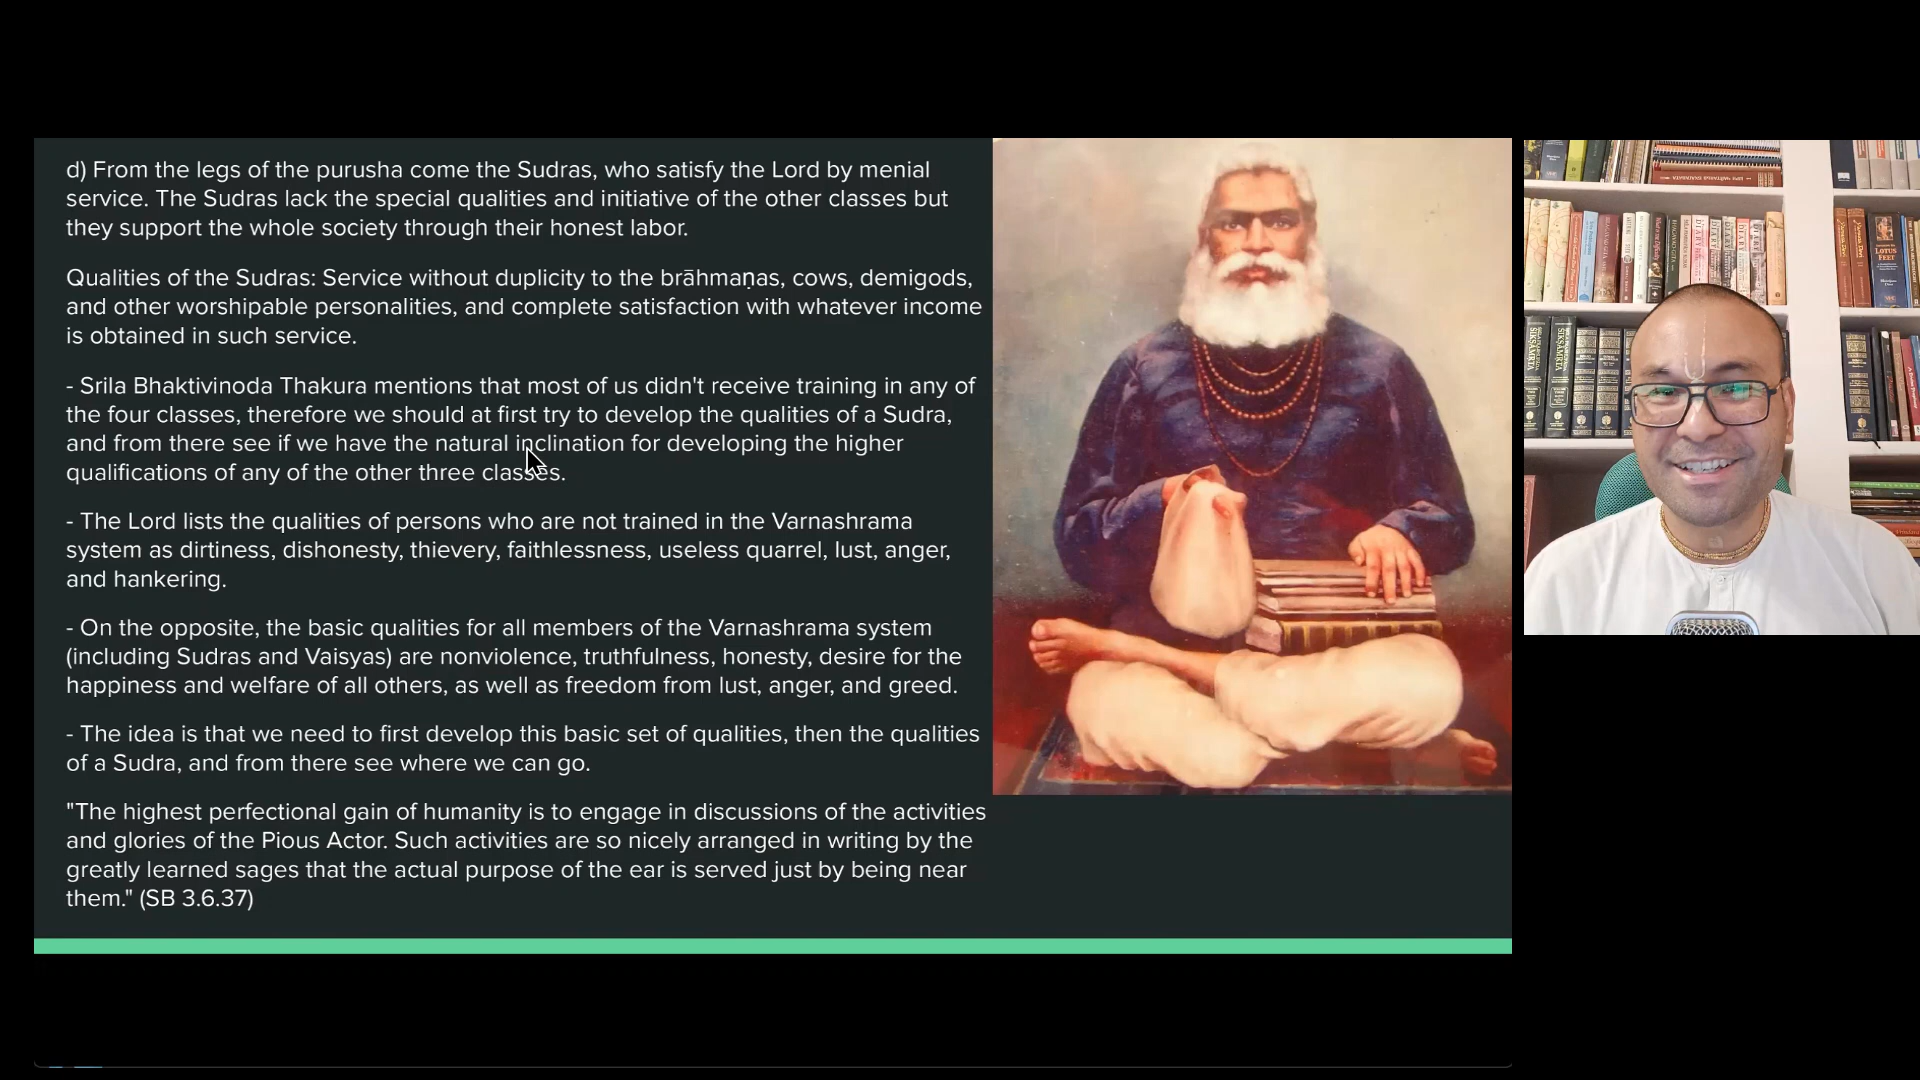 d) From the legs of the purusha come the Sudras, who satisfy the Lord by menial
service. The Sudras lack the special qualities and initiative of the other classes but
they support the whole society through their honest labor.
Qualities of the Sudras: Service without duplicity to the brāhmaṇas, cows, demigods,
and other worshipable personalities, and complete satisfaction with whatever income
is obtained in such service.
- Srila Bhaktivinoda Thakura mentions that most of us didn't receive training in any of
the four classes, therefore we should at first try to develop the qualities of a Sudra,
and from there see if we have the natural inclination for developing the higher
qualifications of any of the other three classes.
- The Lord lists the qualities of persons who are not trained in the Varnashrama
system as dirtiness, dishonesty, thievery, faithlessness, useless quarrel, lust, anger,
and hankering.
- On the opposite, the basic qualities for all members of the Varnashrama system
(including Sudras and Vaisyas) are nonviolence, truthfulness, honesty, desire for the
happiness and welfare of all others, as well as freedom from lust, anger, and greed.
- The idea is that we need to first develop this basic set of qualities, then the qualities
of a Sudra, and from there see where we can go.
"The highest perfectional gain of humanity is to engage in discussions of the activities
and glories of the Pious Actor. Such activities are so nicely arranged in writing by the
greatly learned sages that the actual purpose of the ear is served just by being near
them." (SB 3.6.37)
LOTUS
FEET